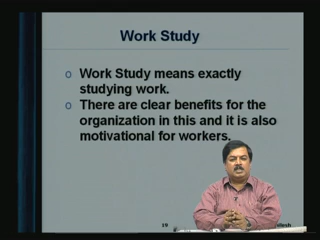 Work Study
o Work Study means exactly
studying work.
o There are clear benefits for the
organization in this and it is also
motivational for workers.
19